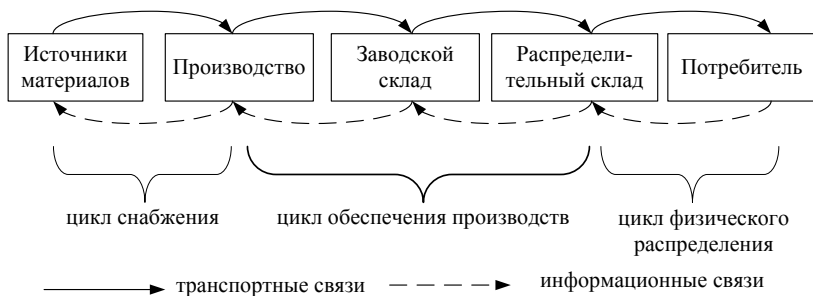 Источники
материалов
Производство
Заводской
склад
Распредели-
тельный склад
Потребитель
цикл снабжения
цикл обеспечения производств
цикл физического
распределения
транспортные связи
информационные связи